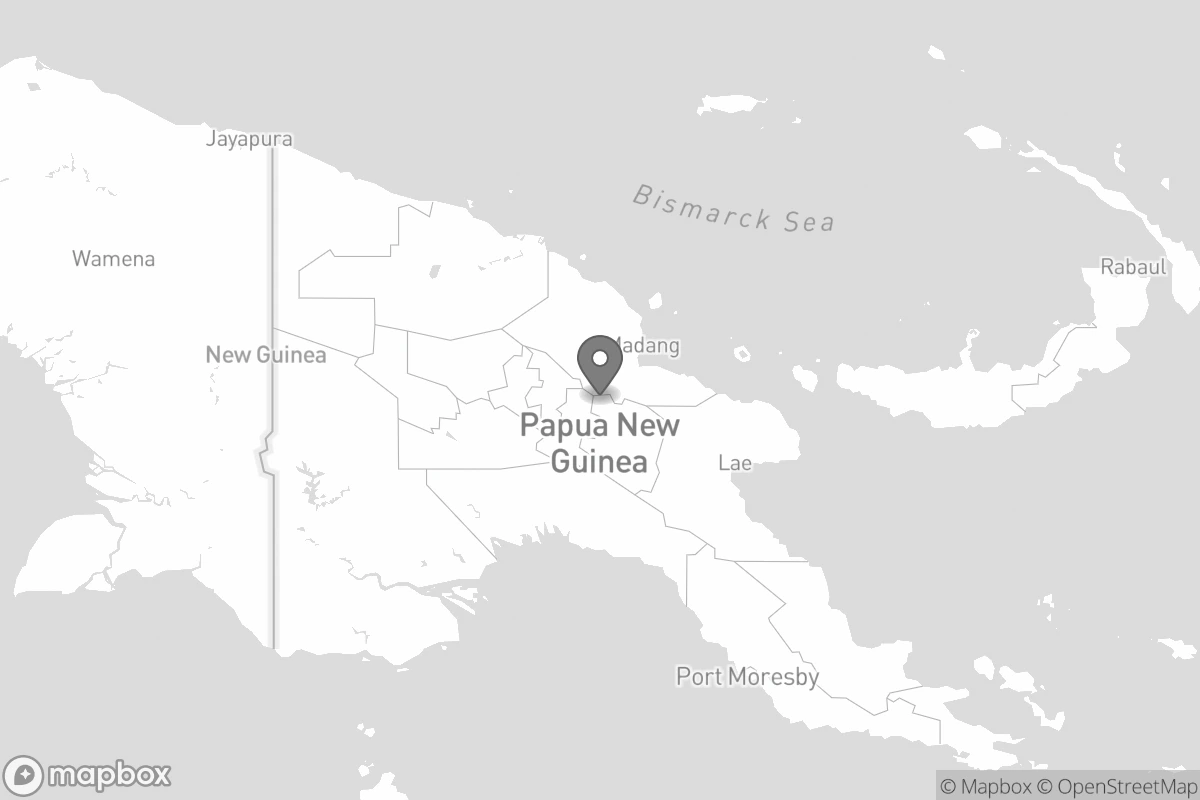 Jayapura
Bismarck Sea
Wamena
Rabaul
New Guinea
Madang
Papua New
Guinea
Lae
Port Moresby
mapbox
© Mapbox © OpenStreetMap